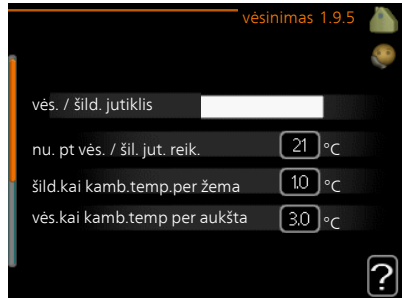 vėsinimas 1.9.5
vės. / šild. jutiklis
nu. pt vės. / šil. jut. reik. 21 °C
šild.kai kamb.temp.per žema 1.0 °C
vės.kai kamb.temp per aukšta 3.0 °C
?